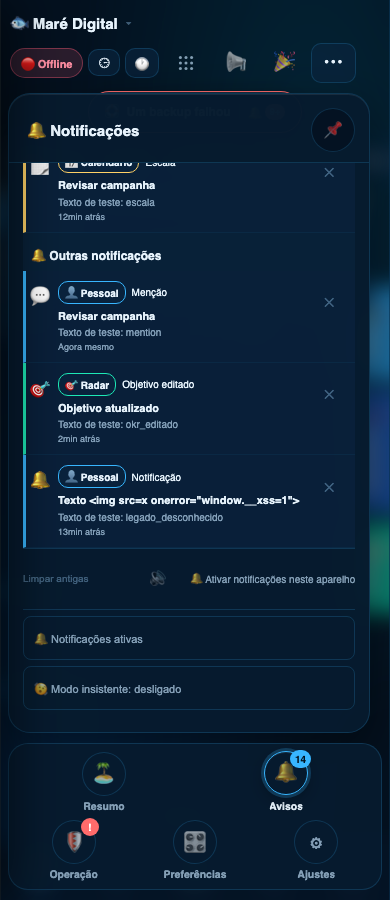 Maré Digital
Offline
Notificações
Calendário Escala
Revisar campanha
Texto de teste: escala
12min atrás
Outras notificações
Pessoal Menção
Revisar campanha
Texto de teste: mention
Agora mesmo
Radar Objetivo editado
Objetivo atualizado
Texto de teste: okr_editado
2min atrás
Pessoal Notificação
Texto <img src=x onerror="window.__xss=1">
Texto de teste: legado_desconhecido
13min atrás
Limpar antigas Ativar notificações neste aparelho
Notificações ativas
Modo insistente: desligado
14
Resumo Avisos
!
Operação Preferências Ajustes